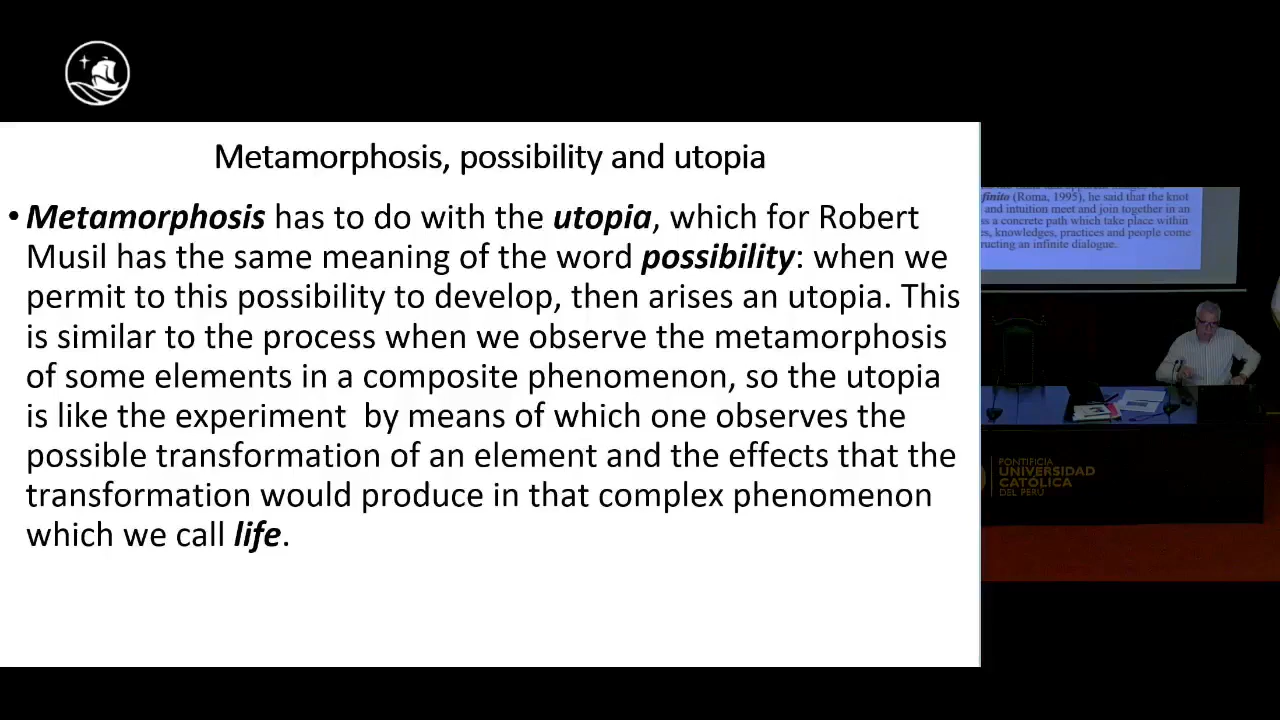 Metamorphosis, possibility and utopia
• Metamorphosis has to do with the utopia, which for Robert
Musil has the same meaning of the word possibility: when we
permit to this possibility to develop, then arises an utopia. This
is similar to the process when we observe the metamorphosis
of some elements in a composite phenomenon, so the utopia
is like the experiment by means of which one observes the
possible transformation of an element and the effects that the
transformation would produce in that complex phenomenon
which we call life.
finito (Roma, 1995), he said that the knot
and intuition meet and join together in an
a concrete path which take place within
knowledges, practices and people come
ructing an infinite dialogue.
PONTIFICIA
UNIVERSIDAD
CATÓLICA
DEL PERÚ